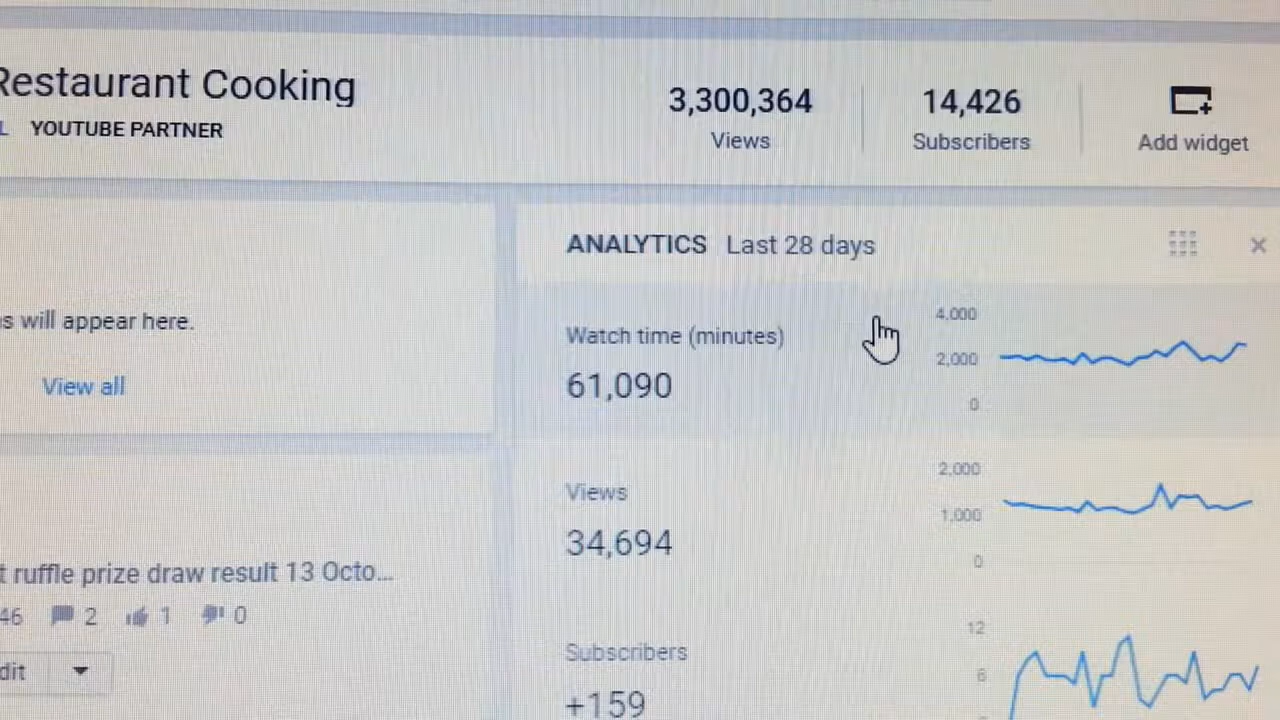 Restaurant Cooking
YOUTUBE PARTNER
3,300,364
Views
14,426
Subscribers
Add widget
ANALYTICS Last 28 days
will appear here.
View all
Watch time (minutes)
61,090
4,000
2,000
0
Views
34,694
2,000
1,000
0
t ruffle prize draw result 13 Octo...
46 2 1 0
dit
Subscribers
+159
12
6